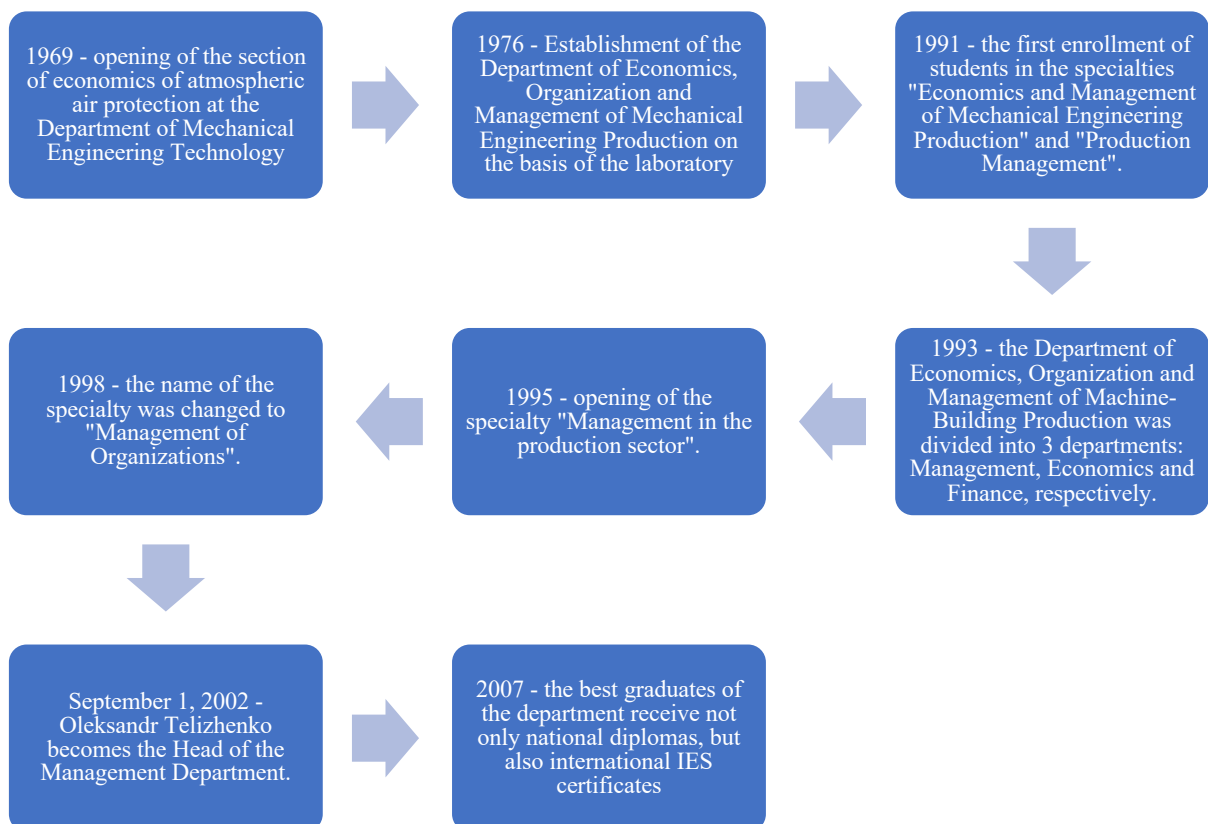 1969 - opening of the section
of economics of atmospheric
air protection at the
Department of Mechanical
Engineering Technology
1976 - Establishment of the
Department of Economics,
Organization and
Management of Mechanical
Engineering Production on
the basis of the laboratory
1991 - the first enrollment of
students in the specialties
"Economics and Management
of Mechanical Engineering
Production" and "Production
Management".
1993 - the Department of
Economics, Organization and
Management of Machine-
Building Production was
divided into 3 departments:
Management, Economics and
Finance, respectively.
1995 - opening of the
specialty "Management in the
production sector".
1998 - the name of the
specialty was changed to
"Management of
Organizations".
September 1, 2002 -
Oleksandr Telizhenko
becomes the Head of the
Management Department.
2007 - the best graduates of
the department receive not
only national diplomas, but
also international IES
certificates